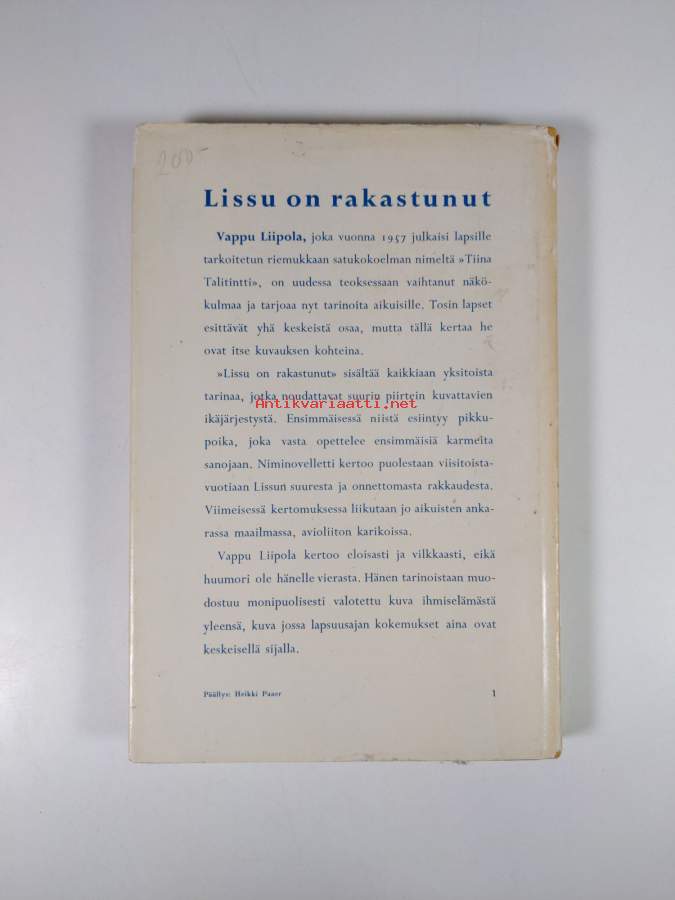 200-
Lissu on rakastunut
Vappu Liipola, joka vuonna 1957 julkaisi lapsille
tarkoitetun riemukkaan satukokoelman nimeltä »Tiina
Talitintti», on uudessa teoksessaan vaihtanut näkö-
kulmaa ja tarjoaa nyt tarinoita aikuisille. Tosin lapset
esittävät yhä keskeistä osaa, mutta tällä kertaa he
ovat itse kuvauksen kohteina.
»Lissu on rakastunut» sisältää kaikkiaan yksitoista
tarinaa, jotka noudattavat suurin piirtein kuvattavien
Antikvariaatti.net
ikäjärjestystä. Ensimmäisessä niistä esiintyy pikku-
poika, joka vasta opettelee ensimmäisiä karmeita
sanojaan. Niminovelletti kertoo puolestaan viisitoista-
vuotiaan Lissun suuresta ja onnettomasta rakkaudesta.
Viimeisessä kertomuksessa liikutaan jo aikuisten anka-
rassa maailmassa, avioliiton karikoissa.
Vappu Liipola kertoo eloisasti ja vilkkaasti, eikä
huumori ole hänelle vierasta. Hänen tarinoistaan muo-
dostuu monipuolisesti valotettu kuva ihmiselämästä
yleensä, kuva jossa lapsuusajan kokemukset aina ovat
keskeisellä sijalla.
Päällys: Heikki Paaer 1